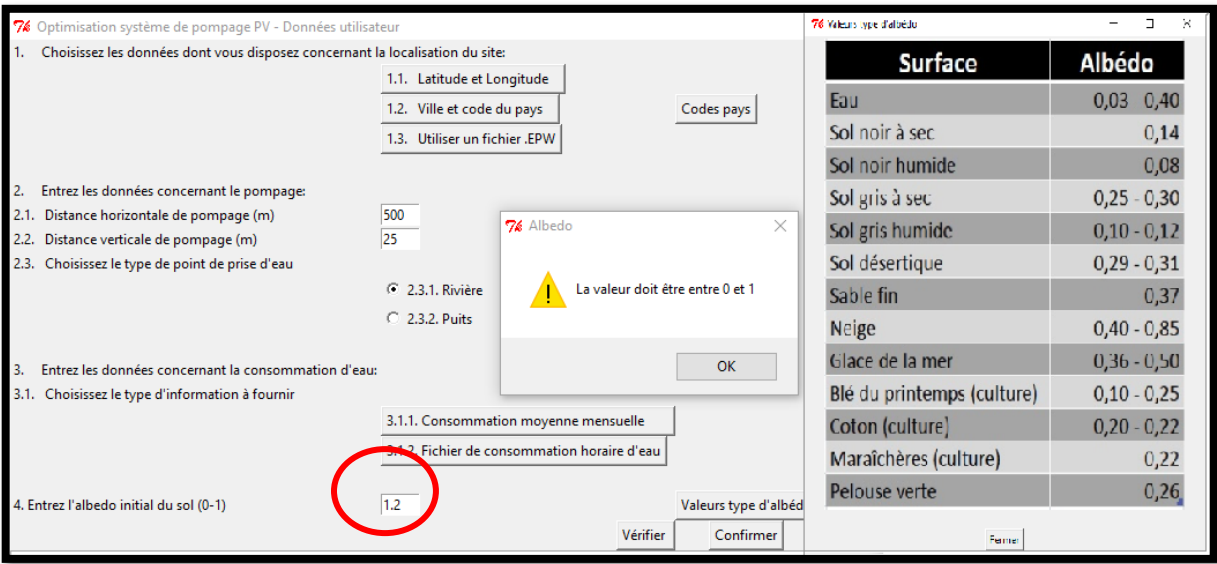 Optimisation système de pompage PV - Données utilisateur
1. Choisissez les données dont vous disposez concernant la localisation du site:
1.1. Latitude et Longitude
1.2. Ville et code du pays
Codes pays
1.3. Utiliser un fichier .EPW
2. Entrez les données concernant le pompage:
2.1. Distance horizontale de pompage (m)
500
2.2. Distance verticale de pompage (m)
25
2.3. Choisissez le type de point de prise d'eau
2.3.1. Rivière
2.3.2. Puits
3. Entrez les données concernant la consommation d'eau:
3.1. Choisissez le type d'information à fournir
3.1.1. Consommation moyenne mensuelle
3.1.2. Fichier de consommation horaire d'eau
4. Entrez l'albedo initial du sol (0-1)
1.2
Valeurs type d'albéd
Vérifier
Confirmer
Albedo
La valeur doit être entre 0 et 1
OK
Valeurs type d'albédo
Surface Albédo
Eau 0,03 0,40
Sol noir à sec 0,14
Sol noir humide 0,08
Sol gris à sec 0,25 - 0,30
Sol gris humide 0,10 - 0,12
Sol désertique 0,29 - 0,31
Sable fin 0,37
Neige 0,40 - 0,85
Glace de la mer 0,36 - 0,50
Blé du printemps (culture) 0,10 - 0,25
Coton (culture) 0,20 - 0,22
Maraîchères (culture) 0,22
Pelouse verte 0,26
Fermer